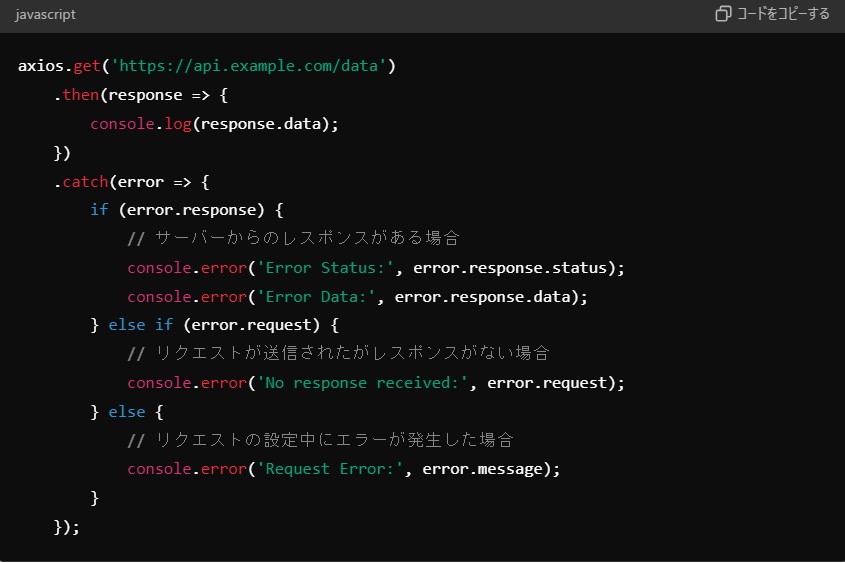 javascript
コードをコピーする
axios.get('https://api.example.com/data')
    .then(response => {
        console.log(response.data);
    })
    .catch(error => {
        if (error.response) {
            // サーバーからのレスポンスがある場合
            console.error('Error Status:', error.response.status);
            console.error('Error Data:', error.response.data);
        } else if (error.request) {
            // リクエストが送信されたがレスポンスがない場合
            console.error('No response received:', error.request);
        } else {
            // リクエストの設定中にエラーが発生した場合
            console.error('Request Error:', error.message);
        }
    });